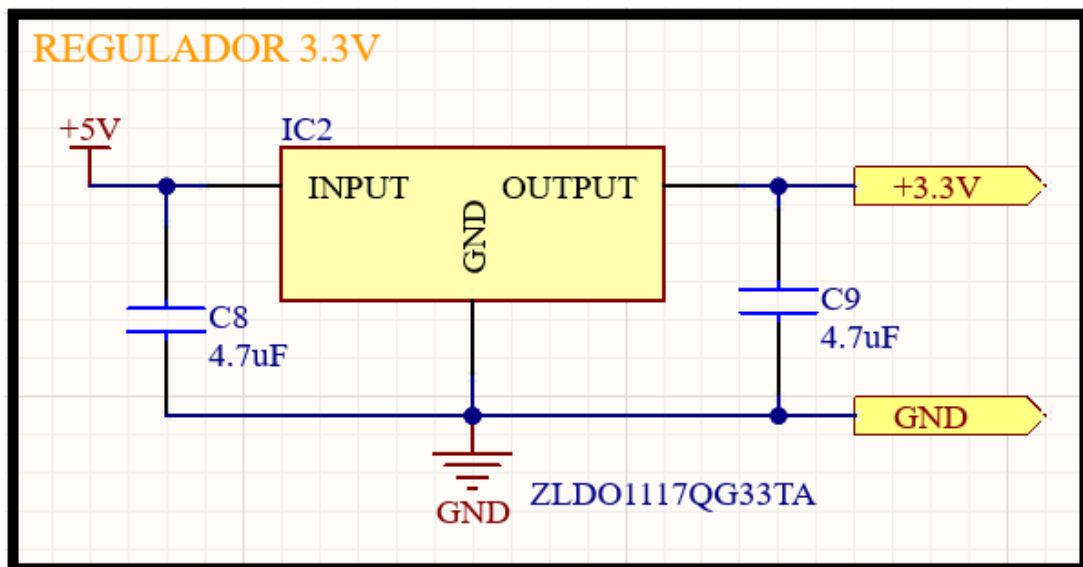 REGULADOR 3.3V
+5V
IC2
INPUT
OUTPUT
GND
+3.3V
C8
4.7uF
C9
4.7uF
GND
GND
ZLDO1117QG33TA